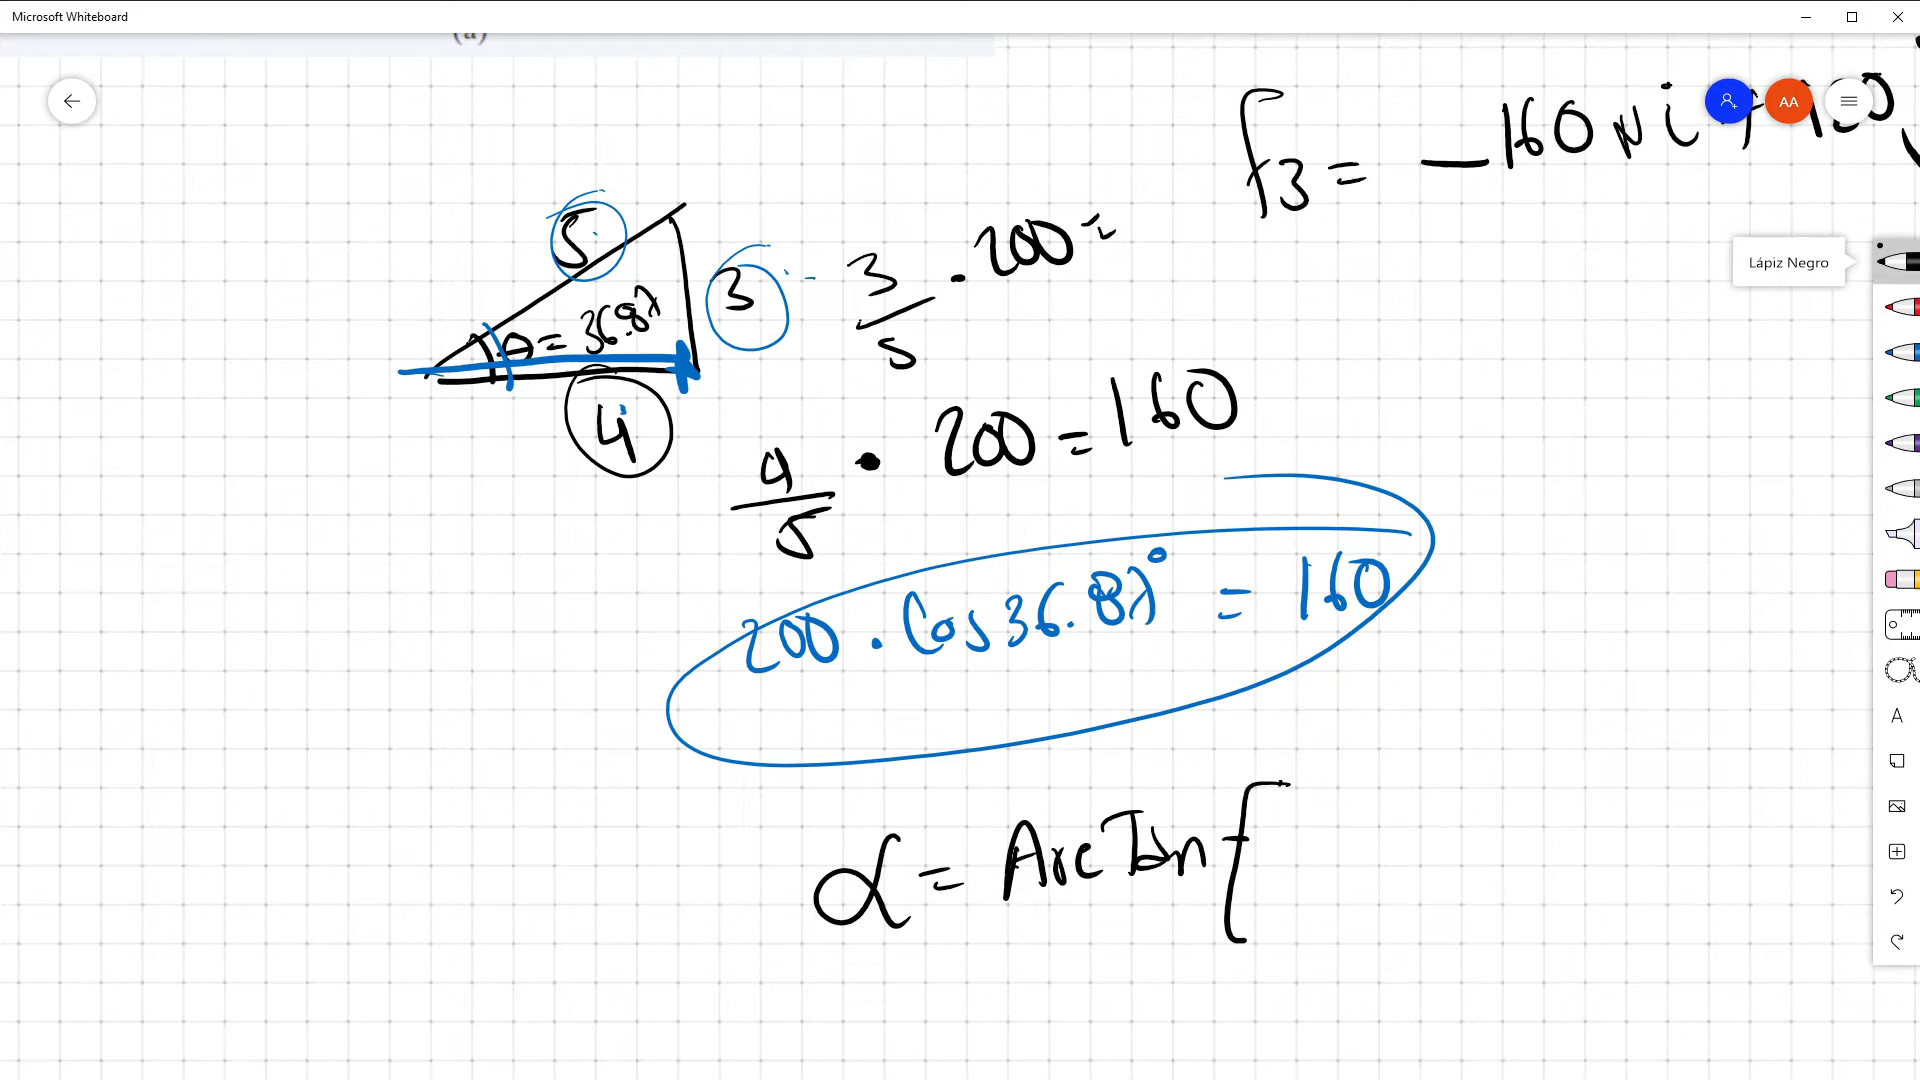 Microsoft Whiteboard
(a)
AA
f3 = -160 N i + 120
Lápiz Negro
5
3
θ = 36.87
4
3/5 · 200 =
4/5 · 200 = 160
200 · Cos 36.87° = 160
α = ArcTan [
A